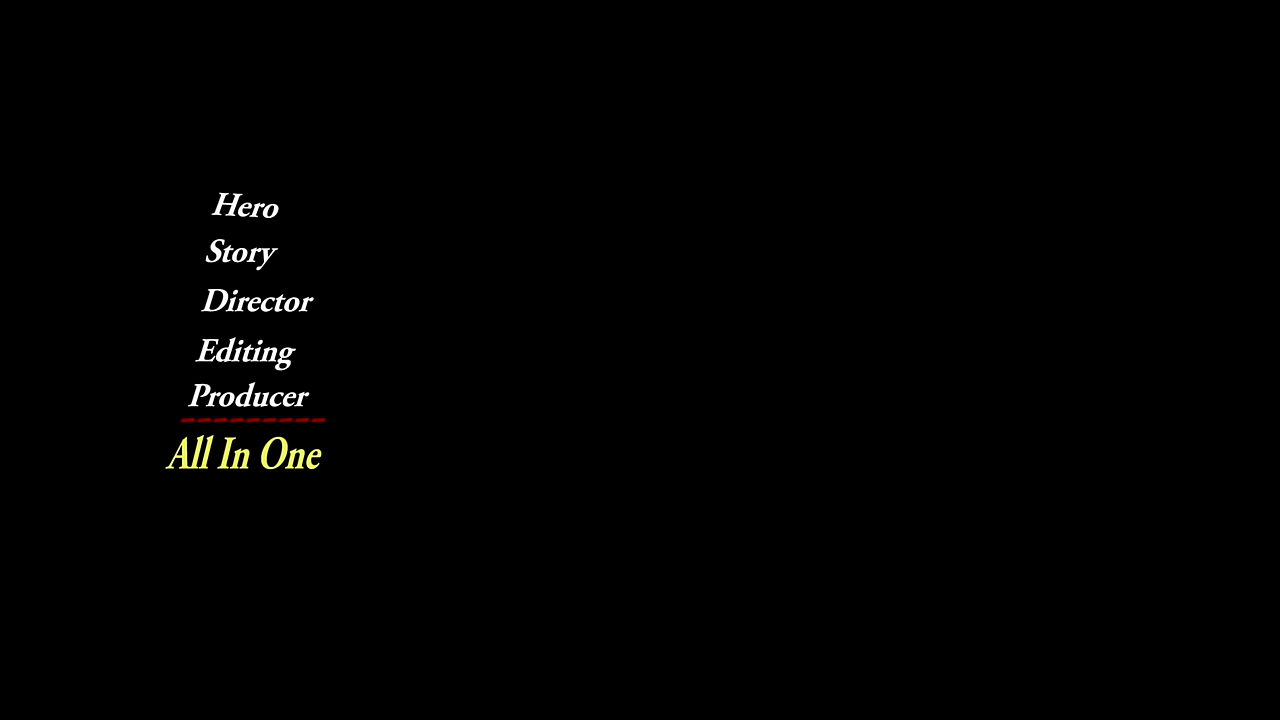 Hero
Story
Director
Editing
Producer
All In One